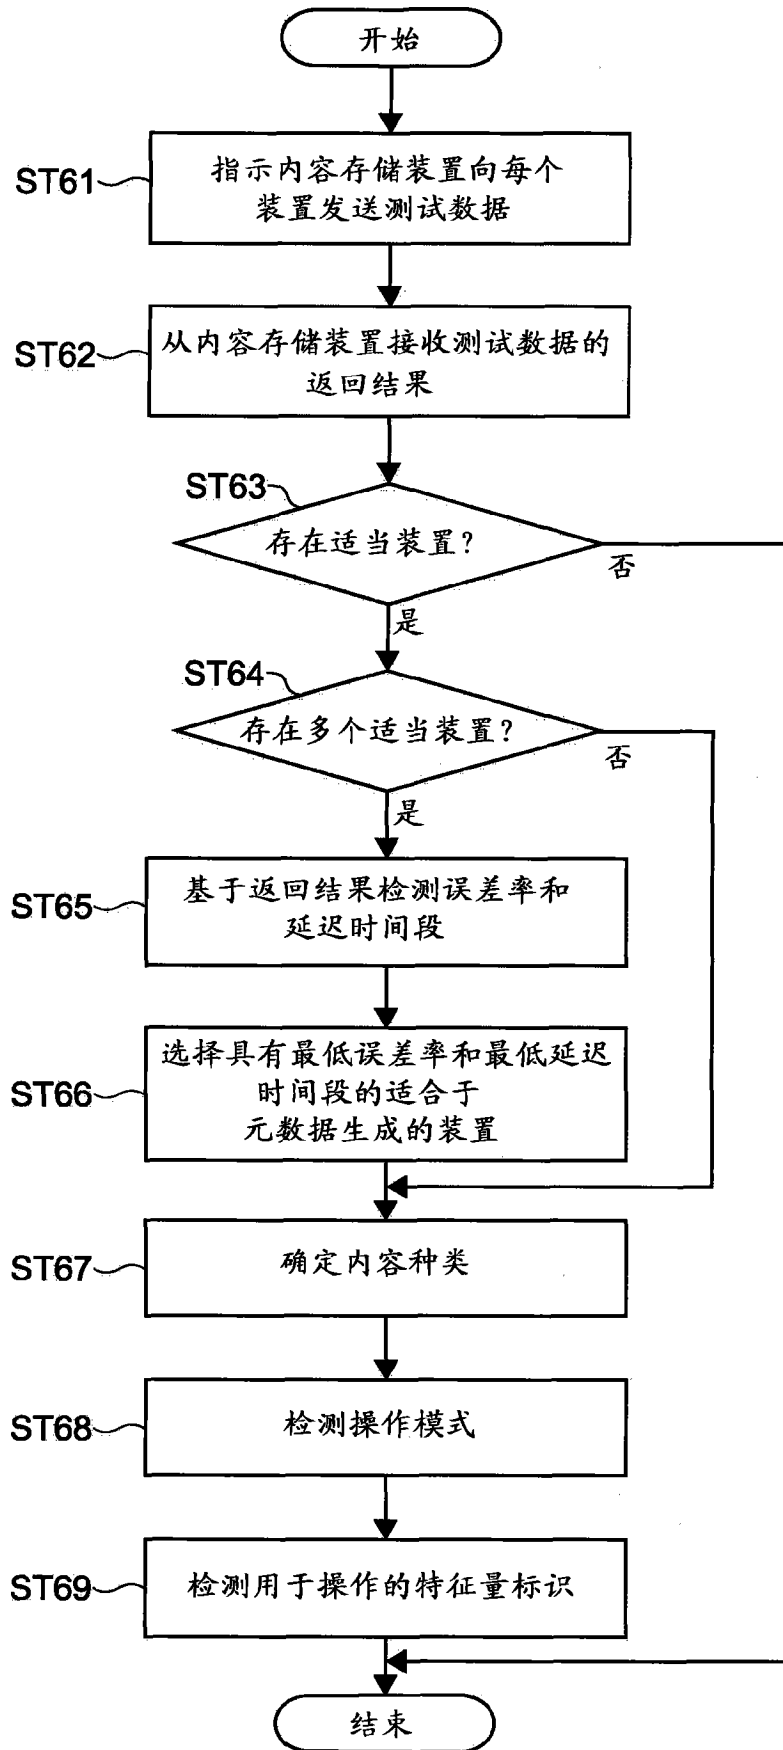 开始
ST61
指示内容存储装置向每个
装置发送测试数据
ST62
从内容存储装置接收测试数据的
返回结果
ST63
存在适当装置?
否
是
ST64
存在多个适当装置?
否
是
ST65
基于返回结果检测误差率和
延迟时间段
ST66
选择具有最低误差率和最低延迟
时间段的适合于
元数据生成的装置
ST67
确定内容种类
ST68
检测操作模式
ST69
检测用于操作的特征量标识
结束